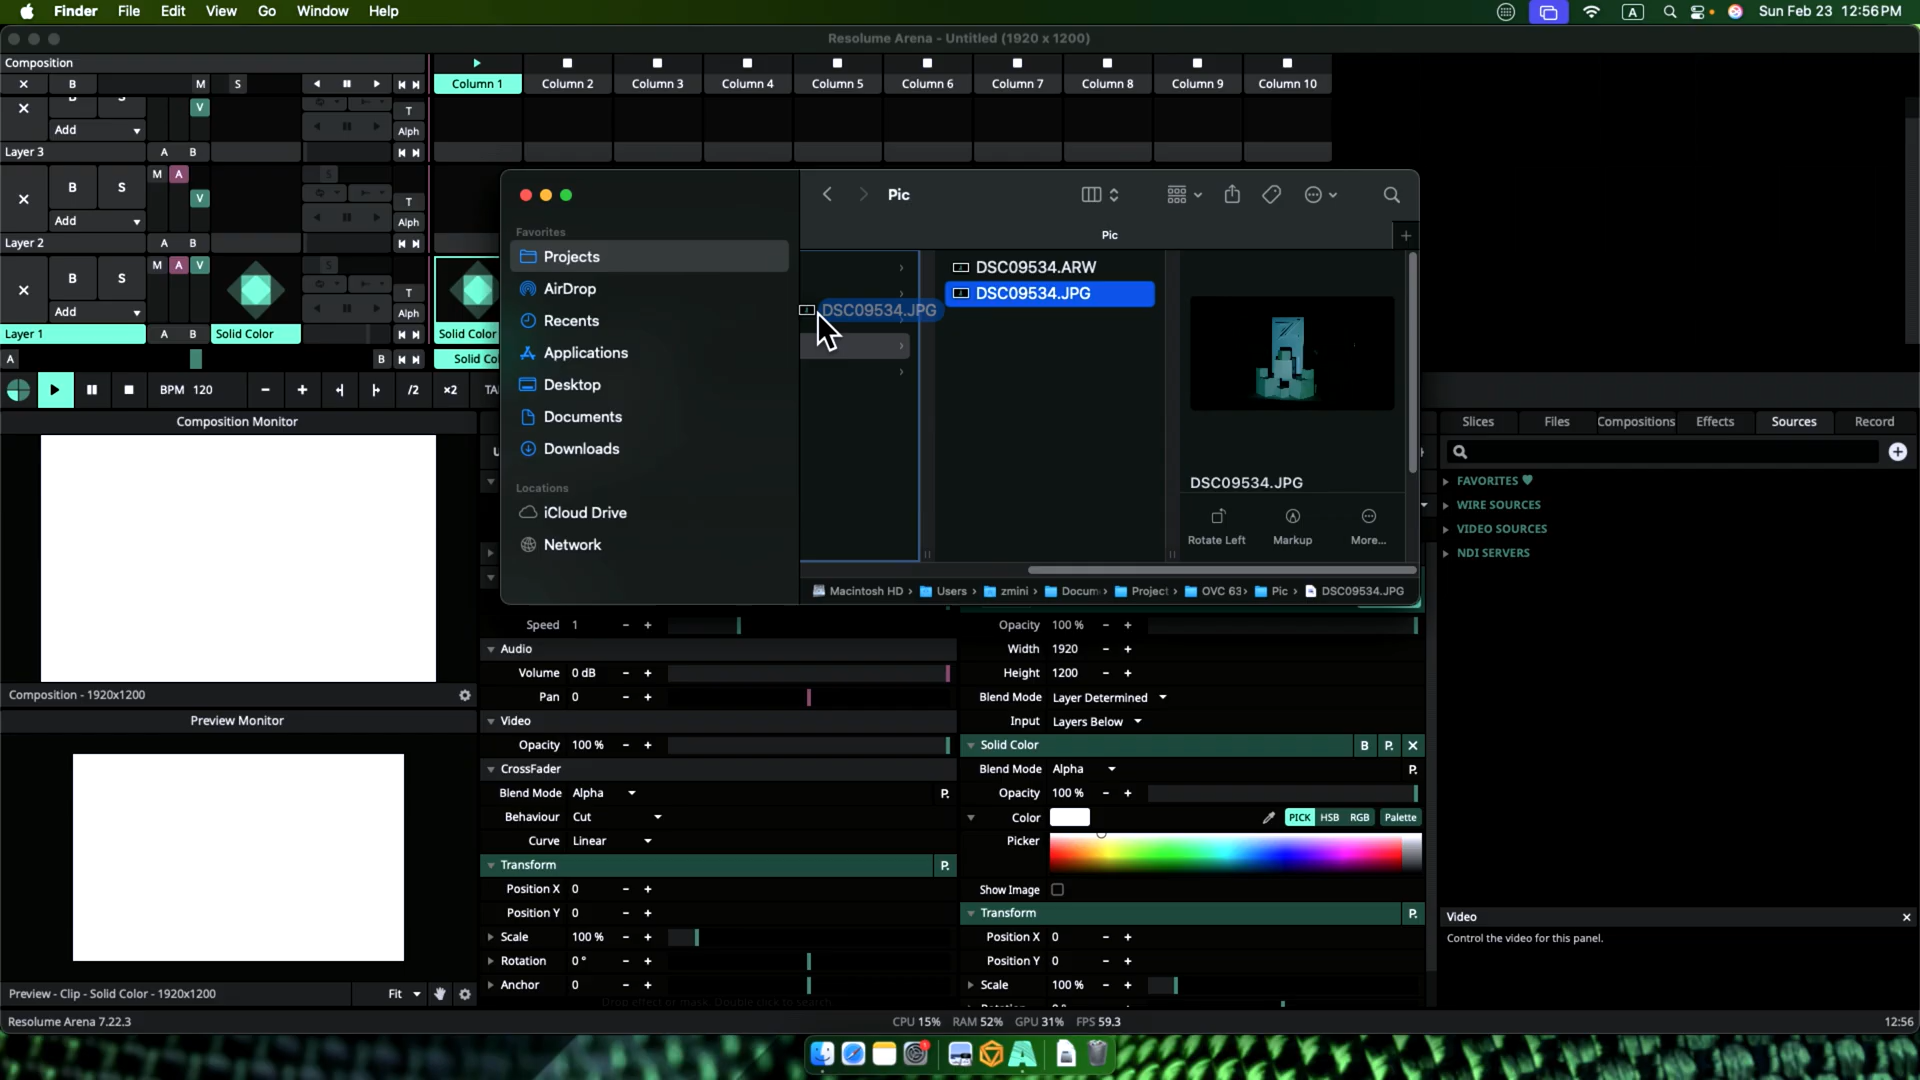 Finder File Edit View Go Window Help
A Sun Feb 23 12:56 PM
Resolume Arena - Untitled (1920 x 1200)
Composition
B M S
Column 1 Column 2 Column 3 Column 4 Column 5 Column 6 Column 7 Column 8 Column 9 Column 10
B S V T
Add Alph
Layer 3 A B
B S M A V S T
Add Alph
Layer 2 A B
B S M A V S T
Add Alph
Layer 1 A B Solid Color Solid Color
A B Solid Co
BPM 120 - + /2 ×2 TA
Pic
Pic
Favorites
Projects
AirDrop
Recents
Applications
Desktop
Documents
Downloads
Locations
iCloud Drive
Network
DSC09534.ARW
DSC09534.JPG
DSC09534.JPG
DSC09534.JPG
Rotate Left Markup More...
Macintosh HD › Users › zmini › Docum › Project › OVC 63 › Pic › DSC09534.JPG
Composition Monitor
Composition - 1920x1200
Preview Monitor
Preview - Clip - Solid Color - 1920x1200 Fit
Speed 1 - +
Audio
Volume 0 dB - +
Pan 0 - +
Video
Opacity 100 % - +
CrossFader
Blend Mode Alpha P.
Behaviour Cut
Curve Linear
Transform P.
Position X 0 - +
Position Y 0 - +
Scale 100 % - +
Rotation 0 ° - +
Anchor 0 - +
Drop effect or mask. Double click to search.
Opacity 100 % - +
Width 1920 - +
Height 1200 - +
Blend Mode Layer Determined
Input Layers Below
Solid Color B P. X
Blend Mode Alpha P.
Opacity 100 % - +
Color PICK HSB RGB Palette
Picker
Show Image
Transform P.
Position X 0 - +
Position Y 0 - +
Scale 100 % - +
Slices Files Compositions Effects Sources Record
FAVORITES
WIRE SOURCES
VIDEO SOURCES
NDI SERVERS
Video
Control the video for this panel.
Resolume Arena 7.22.3 CPU 15% RAM 52% GPU 31% FPS 59.3 12:56